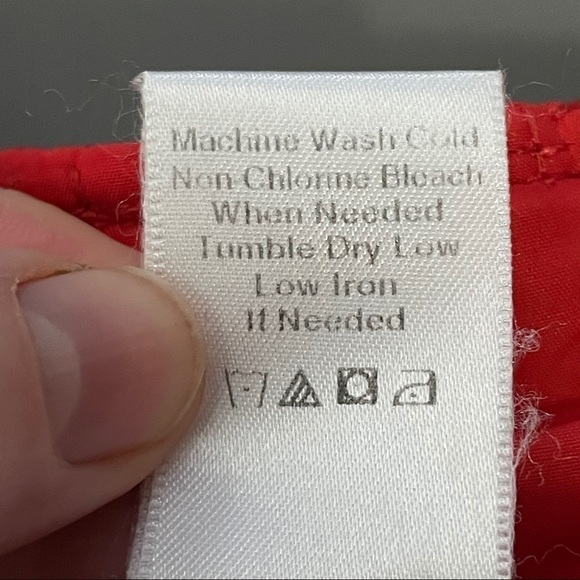 Machine Wash Cold
Non Chlorine Bleach
When Needed
Tumble Dry Low
Low Iron
If Needed